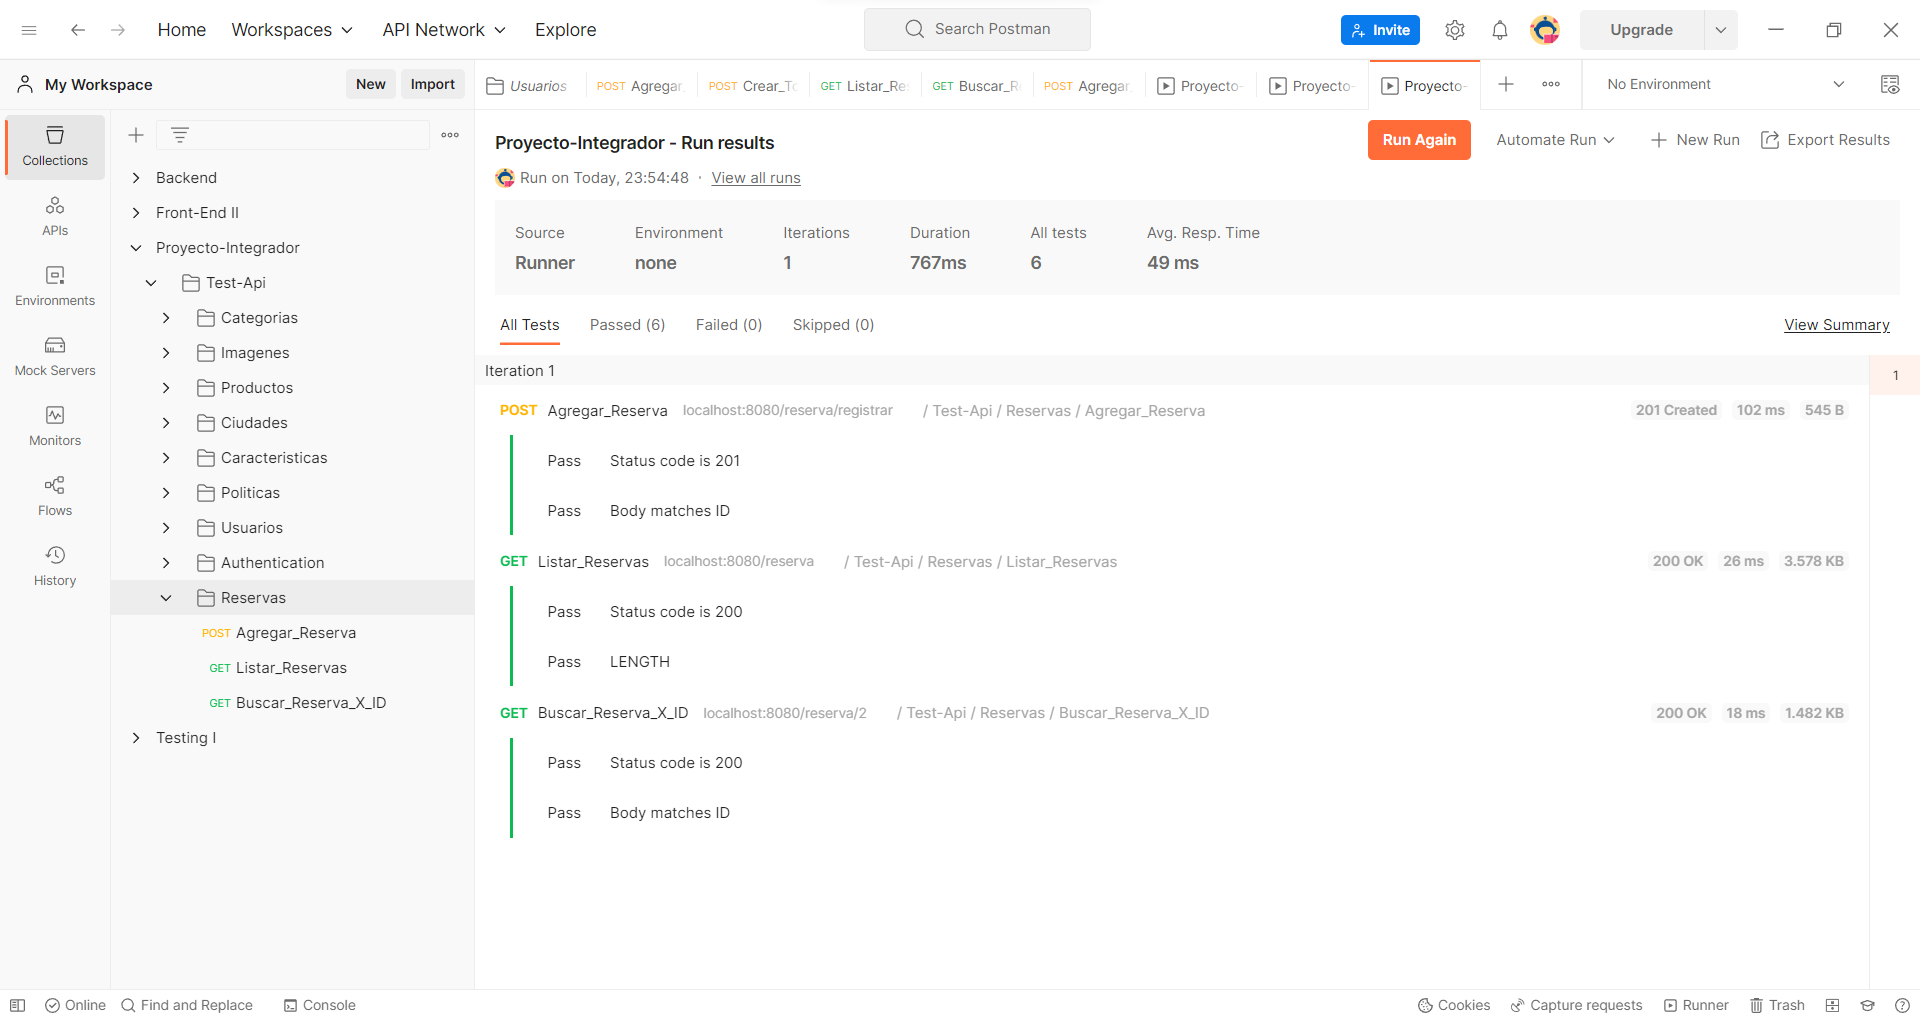 Home Workspaces API Network Explore Search Postman Invite Upgrade
My Workspace New Import
Usuarios POST Agregar POST Crear_To GET Listar_Re GET Buscar_R POST Agregar Proyecto- Proyecto- Proyecto- No Environment
Collections
APIs
Environments
Mock Servers
Monitors
Flows
History
Backend
Front-End II
Proyecto-Integrador
Test-Api
Categorias
Imagenes
Productos
Ciudades
Caracteristicas
Politicas
Usuarios
Authentication
Reservas
POST Agregar_Reserva
GET Listar_Reservas
GET Buscar_Reserva_X_ID
Testing I
Proyecto-Integrador - Run results
Run Again Automate Run New Run Export Results
Run on Today, 23:54:48 · View all runs
Source Environment Iterations Duration All tests Avg. Resp. Time
Runner none 1 767ms 6 49 ms
All Tests Passed (6) Failed (0) Skipped (0) View Summary
Iteration 1
1
POST Agregar_Reserva localhost:8080/reserva/registrar / Test-Api / Reservas / Agregar_Reserva 201 Created 102 ms 545 B
Pass Status code is 201
Pass Body matches ID
GET Listar_Reservas localhost:8080/reserva / Test-Api / Reservas / Listar_Reservas 200 OK 26 ms 3.578 KB
Pass Status code is 200
Pass LENGTH
GET Buscar_Reserva_X_ID localhost:8080/reserva/2 / Test-Api / Reservas / Buscar_Reserva_X_ID 200 OK 18 ms 1.482 KB
Pass Status code is 200
Pass Body matches ID
Online Find and Replace Console Cookies Capture requests Runner Trash